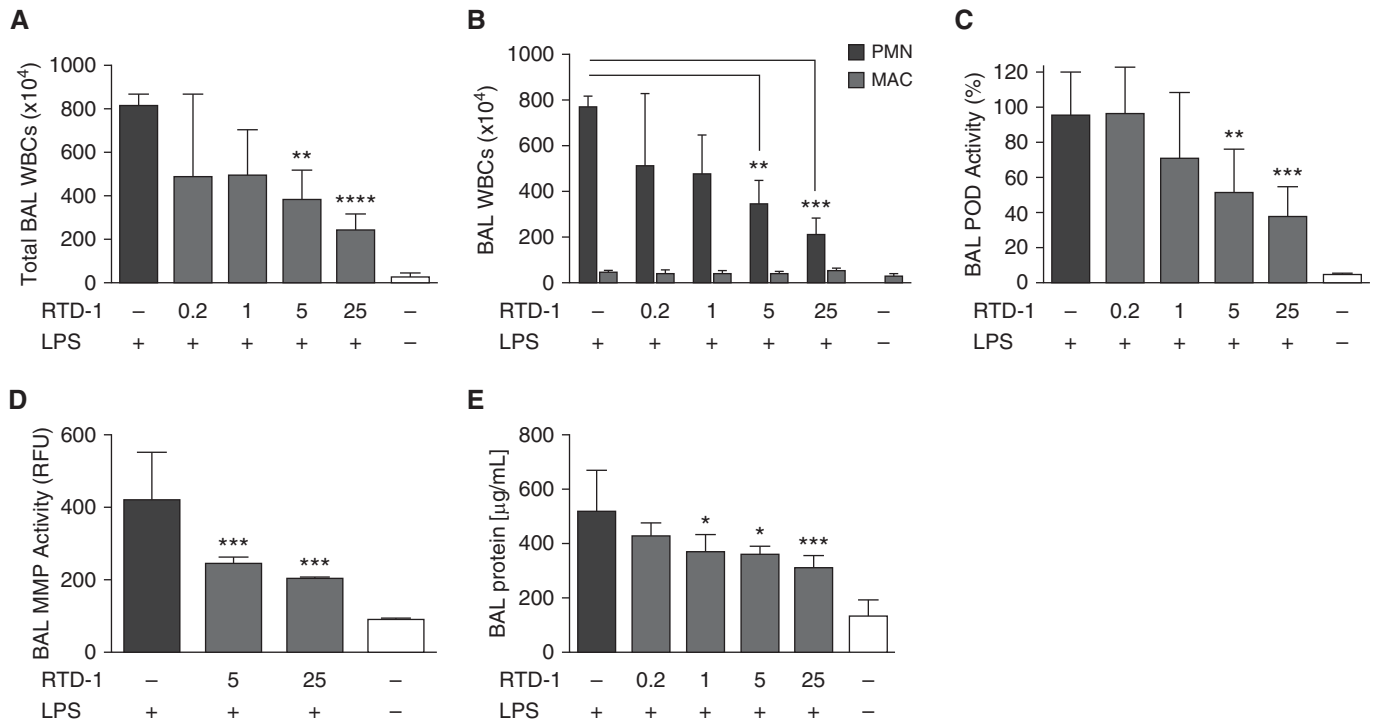 A
Total BAL WBCs (x10⁴)
1000
800
600
400
200
0
**
****
RTD-1 – 0.2 1 5 25 –
LPS + + + + + –
B
BAL WBCs (x10⁴)
1000
800
600
400
200
0
PMN
MAC
**
***
RTD-1 – 0.2 1 5 25 –
LPS + + + + + –
C
BAL POD Activity (%)
120
100
80
60
40
20
0
**
***
RTD-1 – 0.2 1 5 25 –
LPS + + + + + –
D
BAL MMP Activity (RFU)
600
400
200
0
***
***
RTD-1 – 5 25 –
LPS + + + –
E
BAL protein [μg/mL]
800
600
400
200
0
*
*
***
RTD-1 – 0.2 1 5 25 –
LPS + + + + + –